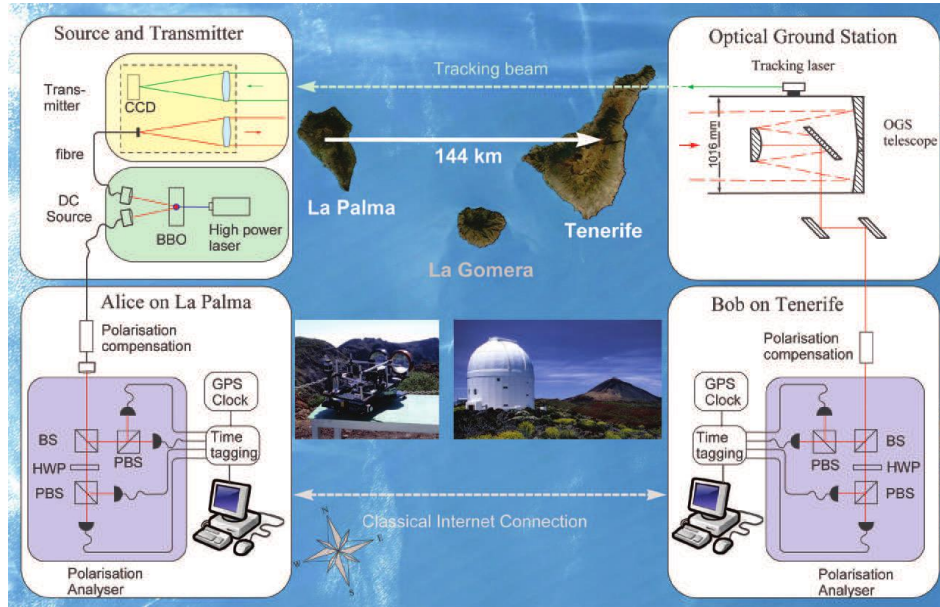 Source and Transmitter
Trans-
mitter
CCD
fibre
DC
Source
BBO
High power
laser
Tracking beam
144 km
La Palma
Tenerife
La Gomera
Optical Ground Station
Tracking laser
1016 mm
OGS
telescope
Alice on La Palma
Polarisation
compensation
GPS
Clock
BS
PBS
Time
tagging
HWP
PBS
Polarisation
Analyser
Classical Internet Connection
N
E
S
W
Bob on Tenerife
Polarisation
compensation
GPS
Clock
Time
tagging
BS
PBS
HWP
PBS
Polarisation
Analyser